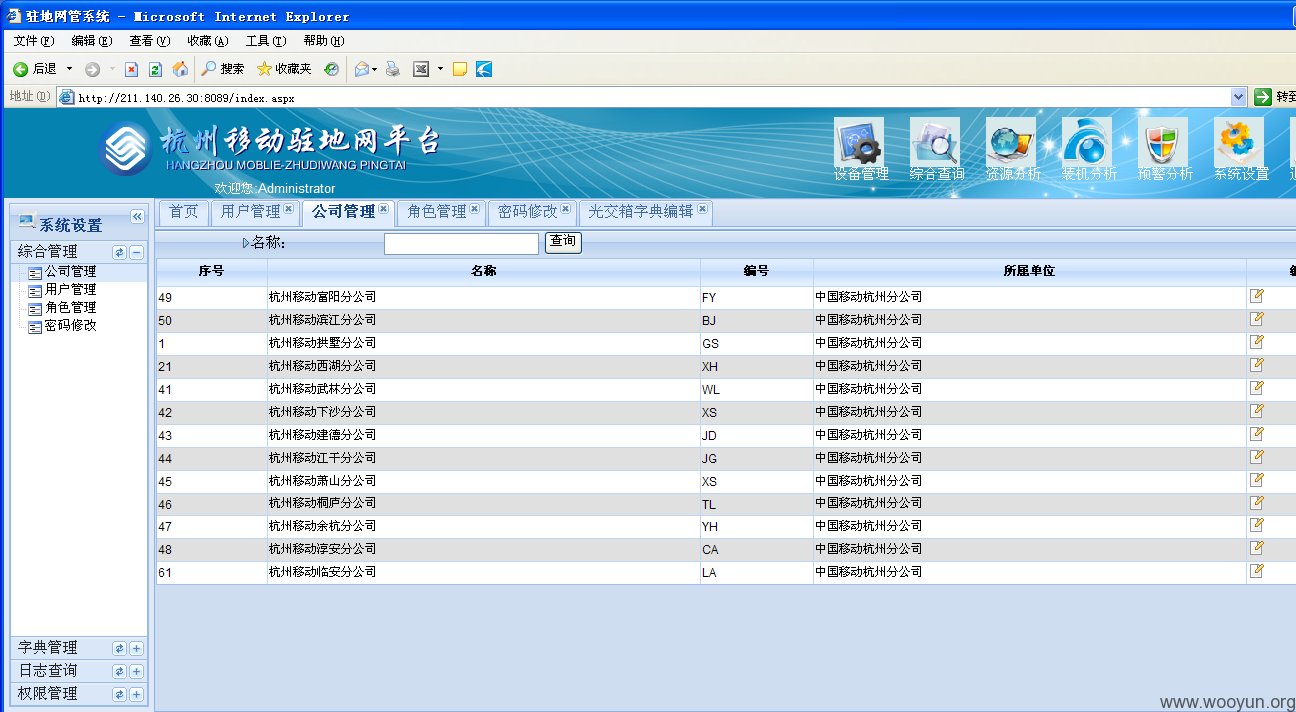 驻地网管系统 - Microsoft Internet Explorer
文件(F) 编辑(E) 查看(V) 收藏(A) 工具(T) 帮助(H)
后退 搜索 收藏夹
地址(D) http://211.140.26.30:8089/index.aspx 转到
杭州移动驻地网平台
HANGZHOU MOBLIE-ZHUDIWANG PINGTAI
欢迎您:Administrator
设备管理 综合查询 资源分析 装机分析 预警分析 系统设置
系统设置
首页 用户管理 公司管理 角色管理 密码修改 光交箱字典编辑
综合管理
公司管理
用户管理
角色管理
密码修改
名称: 查询
序号 名称 编号 所属单位
49 杭州移动富阳分公司 FY 中国移动杭州分公司
50 杭州移动滨江分公司 BJ 中国移动杭州分公司
1 杭州移动拱墅分公司 GS 中国移动杭州分公司
21 杭州移动西湖分公司 XH 中国移动杭州分公司
41 杭州移动武林分公司 WL 中国移动杭州分公司
42 杭州移动下沙分公司 XS 中国移动杭州分公司
43 杭州移动建德分公司 JD 中国移动杭州分公司
44 杭州移动江干分公司 JG 中国移动杭州分公司
45 杭州移动萧山分公司 XS 中国移动杭州分公司
46 杭州移动桐庐分公司 TL 中国移动杭州分公司
47 杭州移动余杭分公司 YH 中国移动杭州分公司
48 杭州移动淳安分公司 CA 中国移动杭州分公司
61 杭州移动临安分公司 LA 中国移动杭州分公司
字典管理
日志查询
权限管理
www.wooyun.org